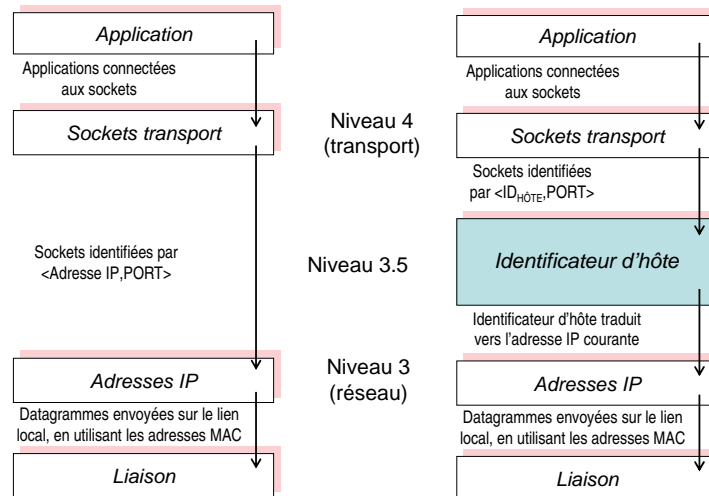 Application
Applications connectées
aux sockets
Sockets transport
Sockets identifiées par
<Adresse IP,PORT>
Adresses IP
Datagrammes envoyées sur le lien
local, en utilisant les adresses MAC
Liaison
Niveau 4
(transport)
Niveau 3.5
Niveau 3
(réseau)
Application
Applications connectées
aux sockets
Sockets transport
Sockets identifiées
par <ID_HÔTE,PORT>
Identificateur d'hôte
Identificateur d'hôte traduit
vers l'adresse IP courante
Adresses IP
Datagrammes envoyées sur le lien
local, en utilisant les adresses MAC
Liaison